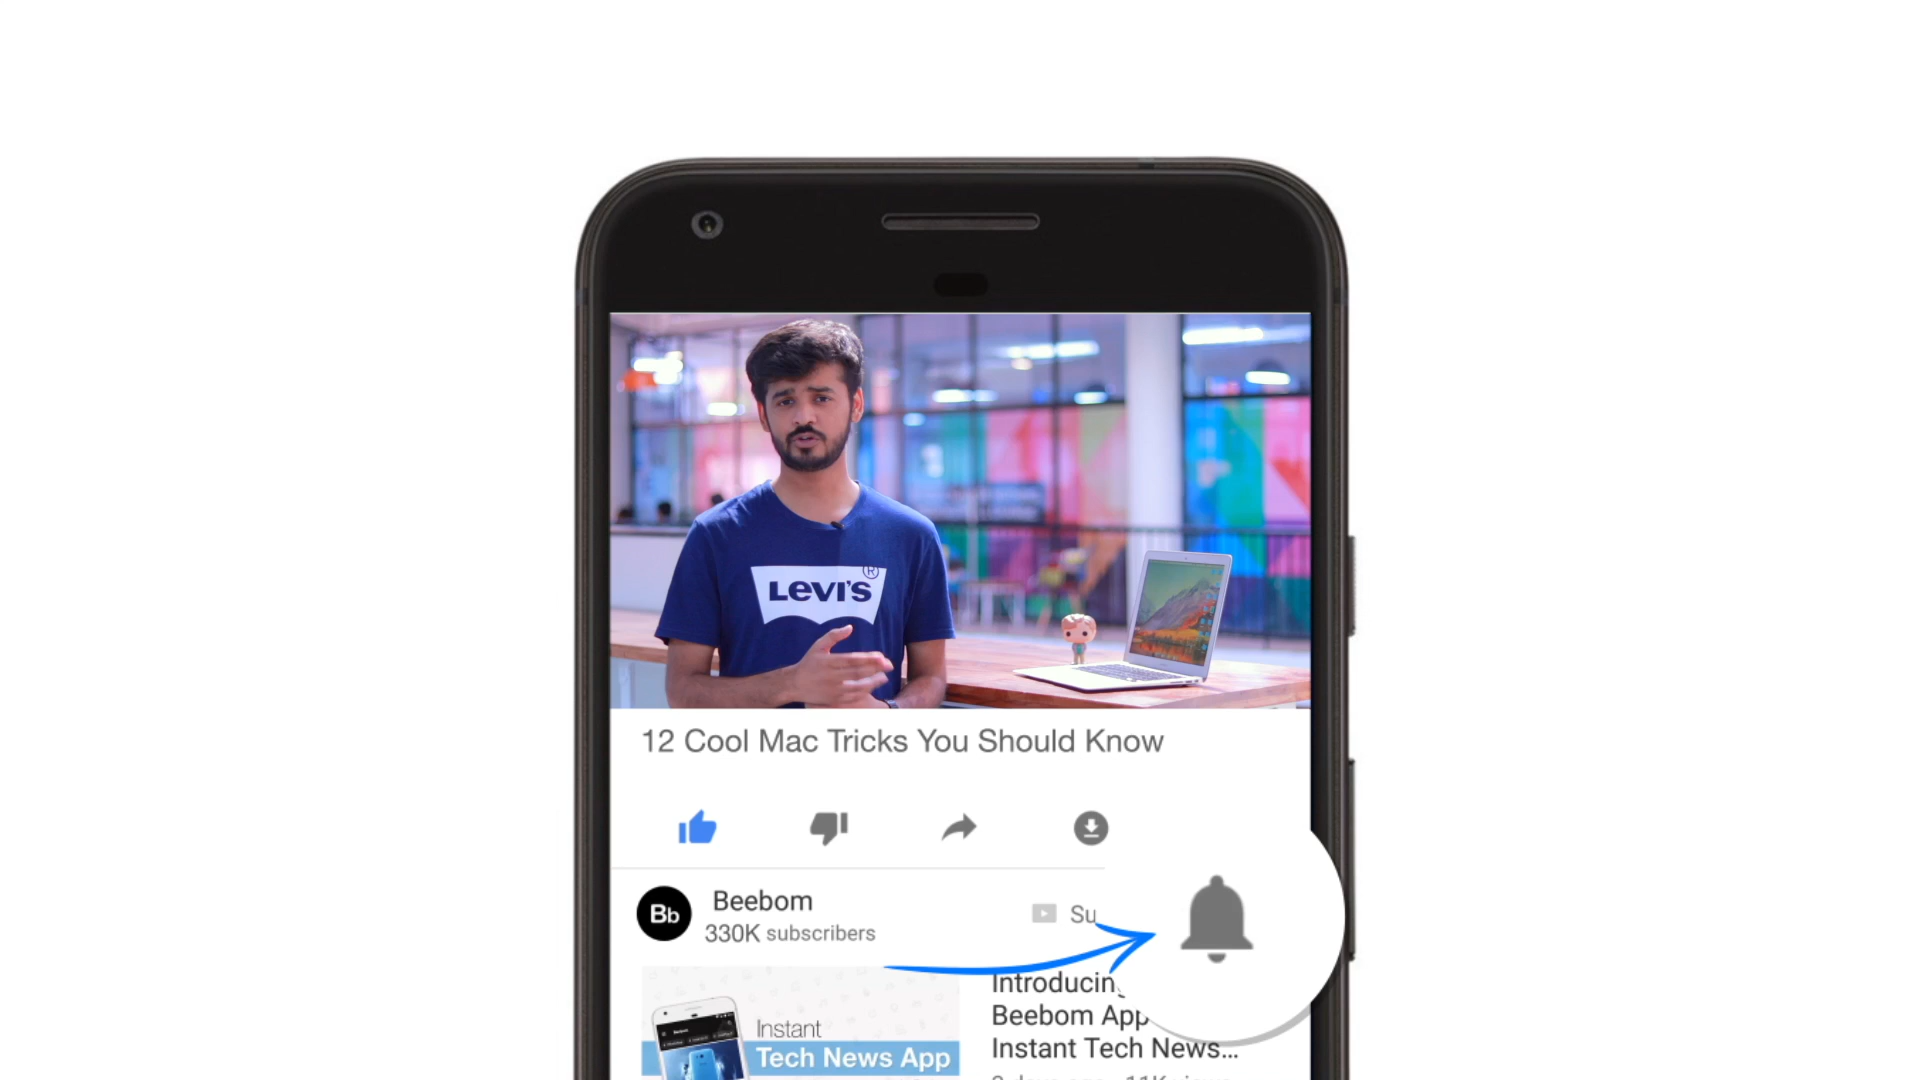 LEVI'S®
12 Cool Mac Tricks You Should Know
Bb
Beebom
330K subscribers
Su
Introducing
Beebom App
Instant Tech News...
Instant
Tech News App